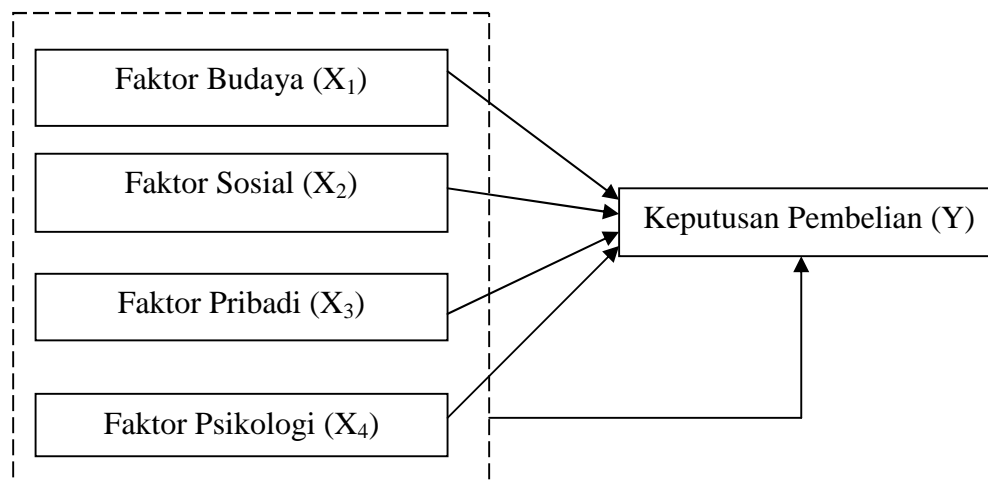 Faktor Budaya (X₁)
Faktor Sosial (X₂)
Keputusan Pembelian (Y)
Faktor Pribadi (X₃)
Faktor Psikologi (X₄)